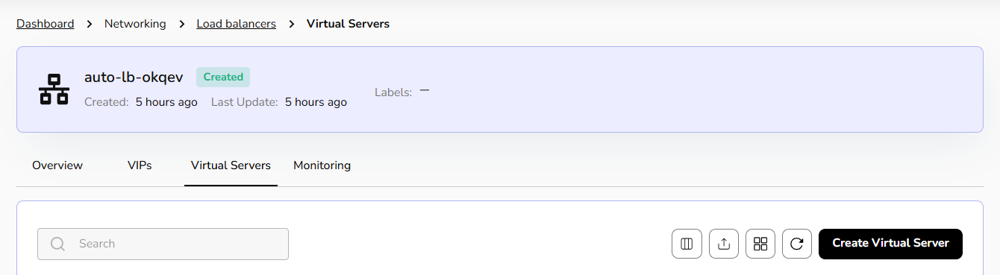 Dashboard > Networking > Load balancers > Virtual Servers
auto-lb-okqev Created
Created: 5 hours ago Last Update: 5 hours ago
Labels: —
Overview VIPs Virtual Servers Monitoring
Search
Create Virtual Server